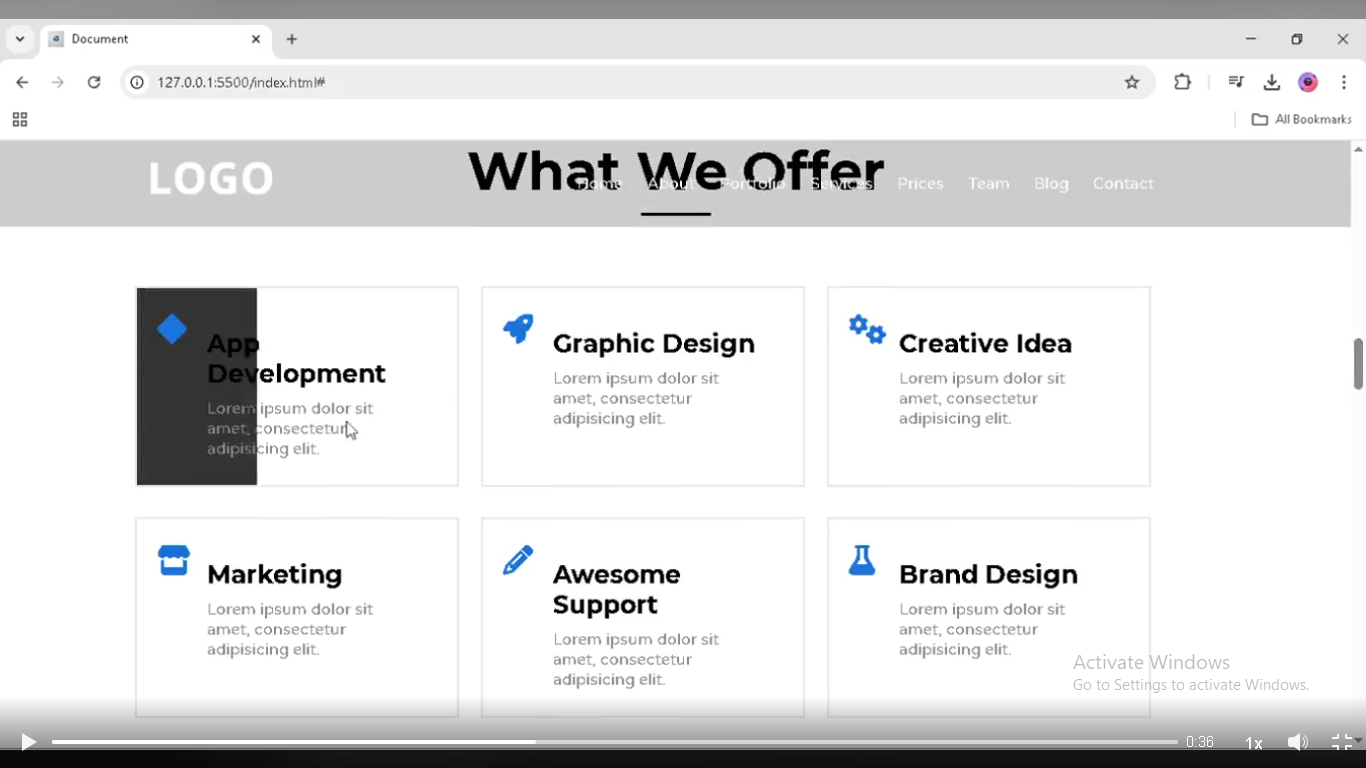 Document
127.0.0.1:5500/index.html#
All Bookmarks
LOGO
What We Offer
Home About Portfolio Services Prices Team Blog Contact
App
Development
Lorem ipsum dolor sit
amet, consectetur
adipisicing elit.
Graphic Design
Lorem ipsum dolor sit
amet, consectetur
adipisicing elit.
Creative Idea
Lorem ipsum dolor sit
amet, consectetur
adipisicing elit.
Marketing
Lorem ipsum dolor sit
amet, consectetur
adipisicing elit.
Awesome
Support
Lorem ipsum dolor sit
amet, consectetur
adipisicing elit.
Brand Design
Lorem ipsum dolor sit
amet, consectetur
adipisicing elit.
Activate Windows
Go to Settings to activate Windows.
0:36
1x